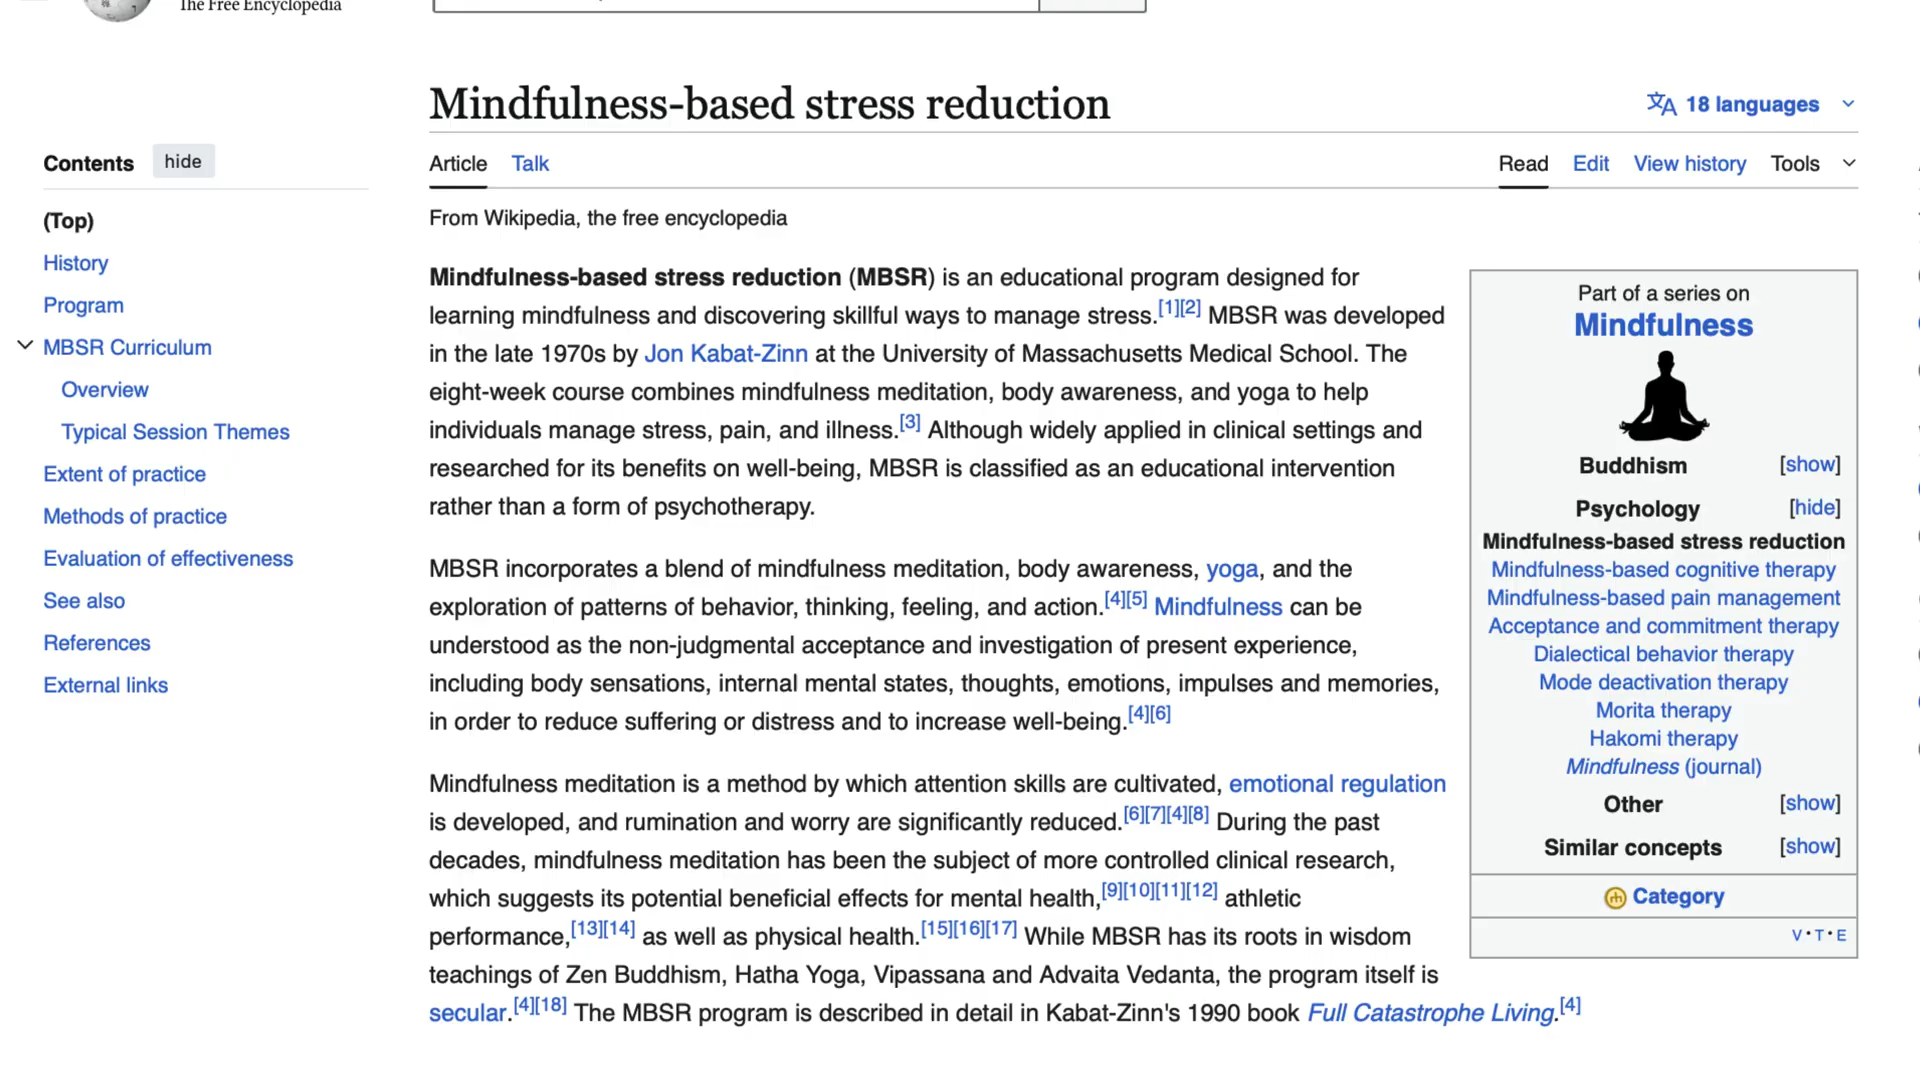 The Free Encyclopedia
Mindfulness-based stress reduction
18 languages
Contents hide
Article Talk
Read Edit View history Tools
(Top)
History
Program
MBSR Curriculum
Overview
Typical Session Themes
Extent of practice
Methods of practice
Evaluation of effectiveness
See also
References
External links
From Wikipedia, the free encyclopedia
Mindfulness-based stress reduction (MBSR) is an educational program designed for
learning mindfulness and discovering skillful ways to manage stress.[1][2] MBSR was developed
in the late 1970s by Jon Kabat-Zinn at the University of Massachusetts Medical School. The
eight-week course combines mindfulness meditation, body awareness, and yoga to help
individuals manage stress, pain, and illness.[3] Although widely applied in clinical settings and
researched for its benefits on well-being, MBSR is classified as an educational intervention
rather than a form of psychotherapy.
MBSR incorporates a blend of mindfulness meditation, body awareness, yoga, and the
exploration of patterns of behavior, thinking, feeling, and action.[4][5] Mindfulness can be
understood as the non-judgmental acceptance and investigation of present experience,
including body sensations, internal mental states, thoughts, emotions, impulses and memories,
in order to reduce suffering or distress and to increase well-being.[4][6]
Mindfulness meditation is a method by which attention skills are cultivated, emotional regulation
is developed, and rumination and worry are significantly reduced.[6][7][4][8] During the past
decades, mindfulness meditation has been the subject of more controlled clinical research,
which suggests its potential beneficial effects for mental health,[9][10][11][12] athletic
performance,[13][14] as well as physical health.[15][16][17] While MBSR has its roots in wisdom
teachings of Zen Buddhism, Hatha Yoga, Vipassana and Advaita Vedanta, the program itself is
secular.[4][18] The MBSR program is described in detail in Kabat-Zinn's 1990 book Full Catastrophe Living.[4]
Part of a series on
Mindfulness
Buddhism [show]
Psychology [hide]
Mindfulness-based stress reduction
Mindfulness-based cognitive therapy
Mindfulness-based pain management
Acceptance and commitment therapy
Dialectical behavior therapy
Mode deactivation therapy
Morita therapy
Hakomi therapy
Mindfulness (journal)
Other [show]
Similar concepts [show]
Category
V · T · E